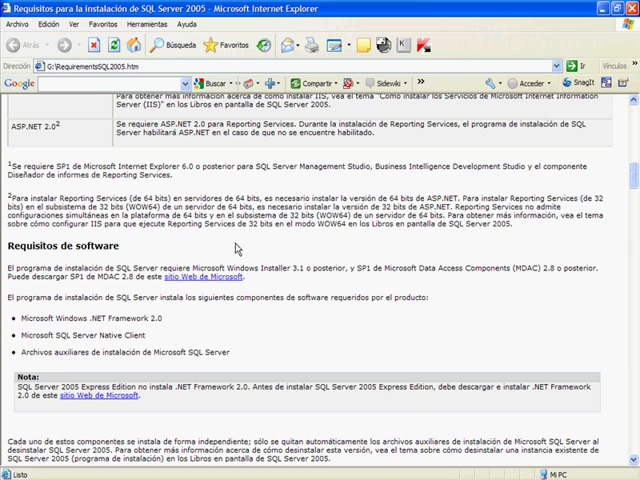 Requisitos para la instalación de SQL Server 2005 - Microsoft Internet Explorer
Archivo Edición Ver Favoritos Herramientas Ayuda
Atrás Búsqueda Favoritos
Dirección G:\RequirementsSQL2005.htm Ir Vínculos »
Google Buscar Compartir Sidewiki » Acceder SnagIt
Para obtener más información acerca de cómo instalar IIS, vea el tema "Cómo instalar los Servicios de Microsoft Internet Information
Server (IIS)" en los Libros en pantalla de SQL Server 2005.
ASP.NET 2.0² Se requiere ASP.NET 2.0 para Reporting Services. Durante la instalación de Reporting Services, el programa de instalación de SQL
Server habilitará ASP.NET en el caso de que no se encuentre habilitado.
¹Se requiere SP1 de Microsoft Internet Explorer 6.0 o posterior para SQL Server Management Studio, Business Intelligence Development Studio y el componente
Diseñador de informes de Reporting Services.
²Para instalar Reporting Services (de 64 bits) en servidores de 64 bits, es necesario instalar la versión de 64 bits de ASP.NET. Para instalar Reporting Services (de 32
bits) en el subsistema de 32 bits (WOW64) de un servidor de 64 bits, es necesario instalar la versión de 32 bits de ASP.NET. Reporting Services no admite
configuraciones simultáneas en la plataforma de 64 bits y en el subsistema de 32 bits (WOW64) de un servidor de 64 bits. Para obtener más información, vea el tema
sobre cómo configurar IIS para que ejecute Reporting Services de 32 bits en el modo WOW64 en los Libros en pantalla de SQL Server 2005.
Requisitos de software
El programa de instalación de SQL Server requiere Microsoft Windows Installer 3.1 o posterior, y SP1 de Microsoft Data Access Components (MDAC) 2.8 o posterior.
Puede descargar SP1 de MDAC 2.8 de este sitio Web de Microsoft.
El programa de instalación de SQL Server instala los siguientes componentes de software requeridos por el producto:
• Microsoft Windows .NET Framework 2.0
• Microsoft SQL Server Native Client
• Archivos auxiliares de instalación de Microsoft SQL Server
Nota:
SQL Server 2005 Express Edition no instala .NET Framework 2.0. Antes de instalar SQL Server 2005 Express Edition, debe descargar e instalar .NET Framework
2.0 de este sitio Web de Microsoft.
Cada uno de estos componentes se instala de forma independiente; sólo se quitan automáticamente los archivos auxiliares de instalación de Microsoft SQL Server al
desinstalar SQL Server 2005. Para obtener más información acerca de cómo desinstalar esta versión, vea el tema sobre cómo desinstalar una instancia existente de
SQL Server 2005 (programa de instalación) en los Libros en pantalla de SQL Server 2005.
Listo Mi PC